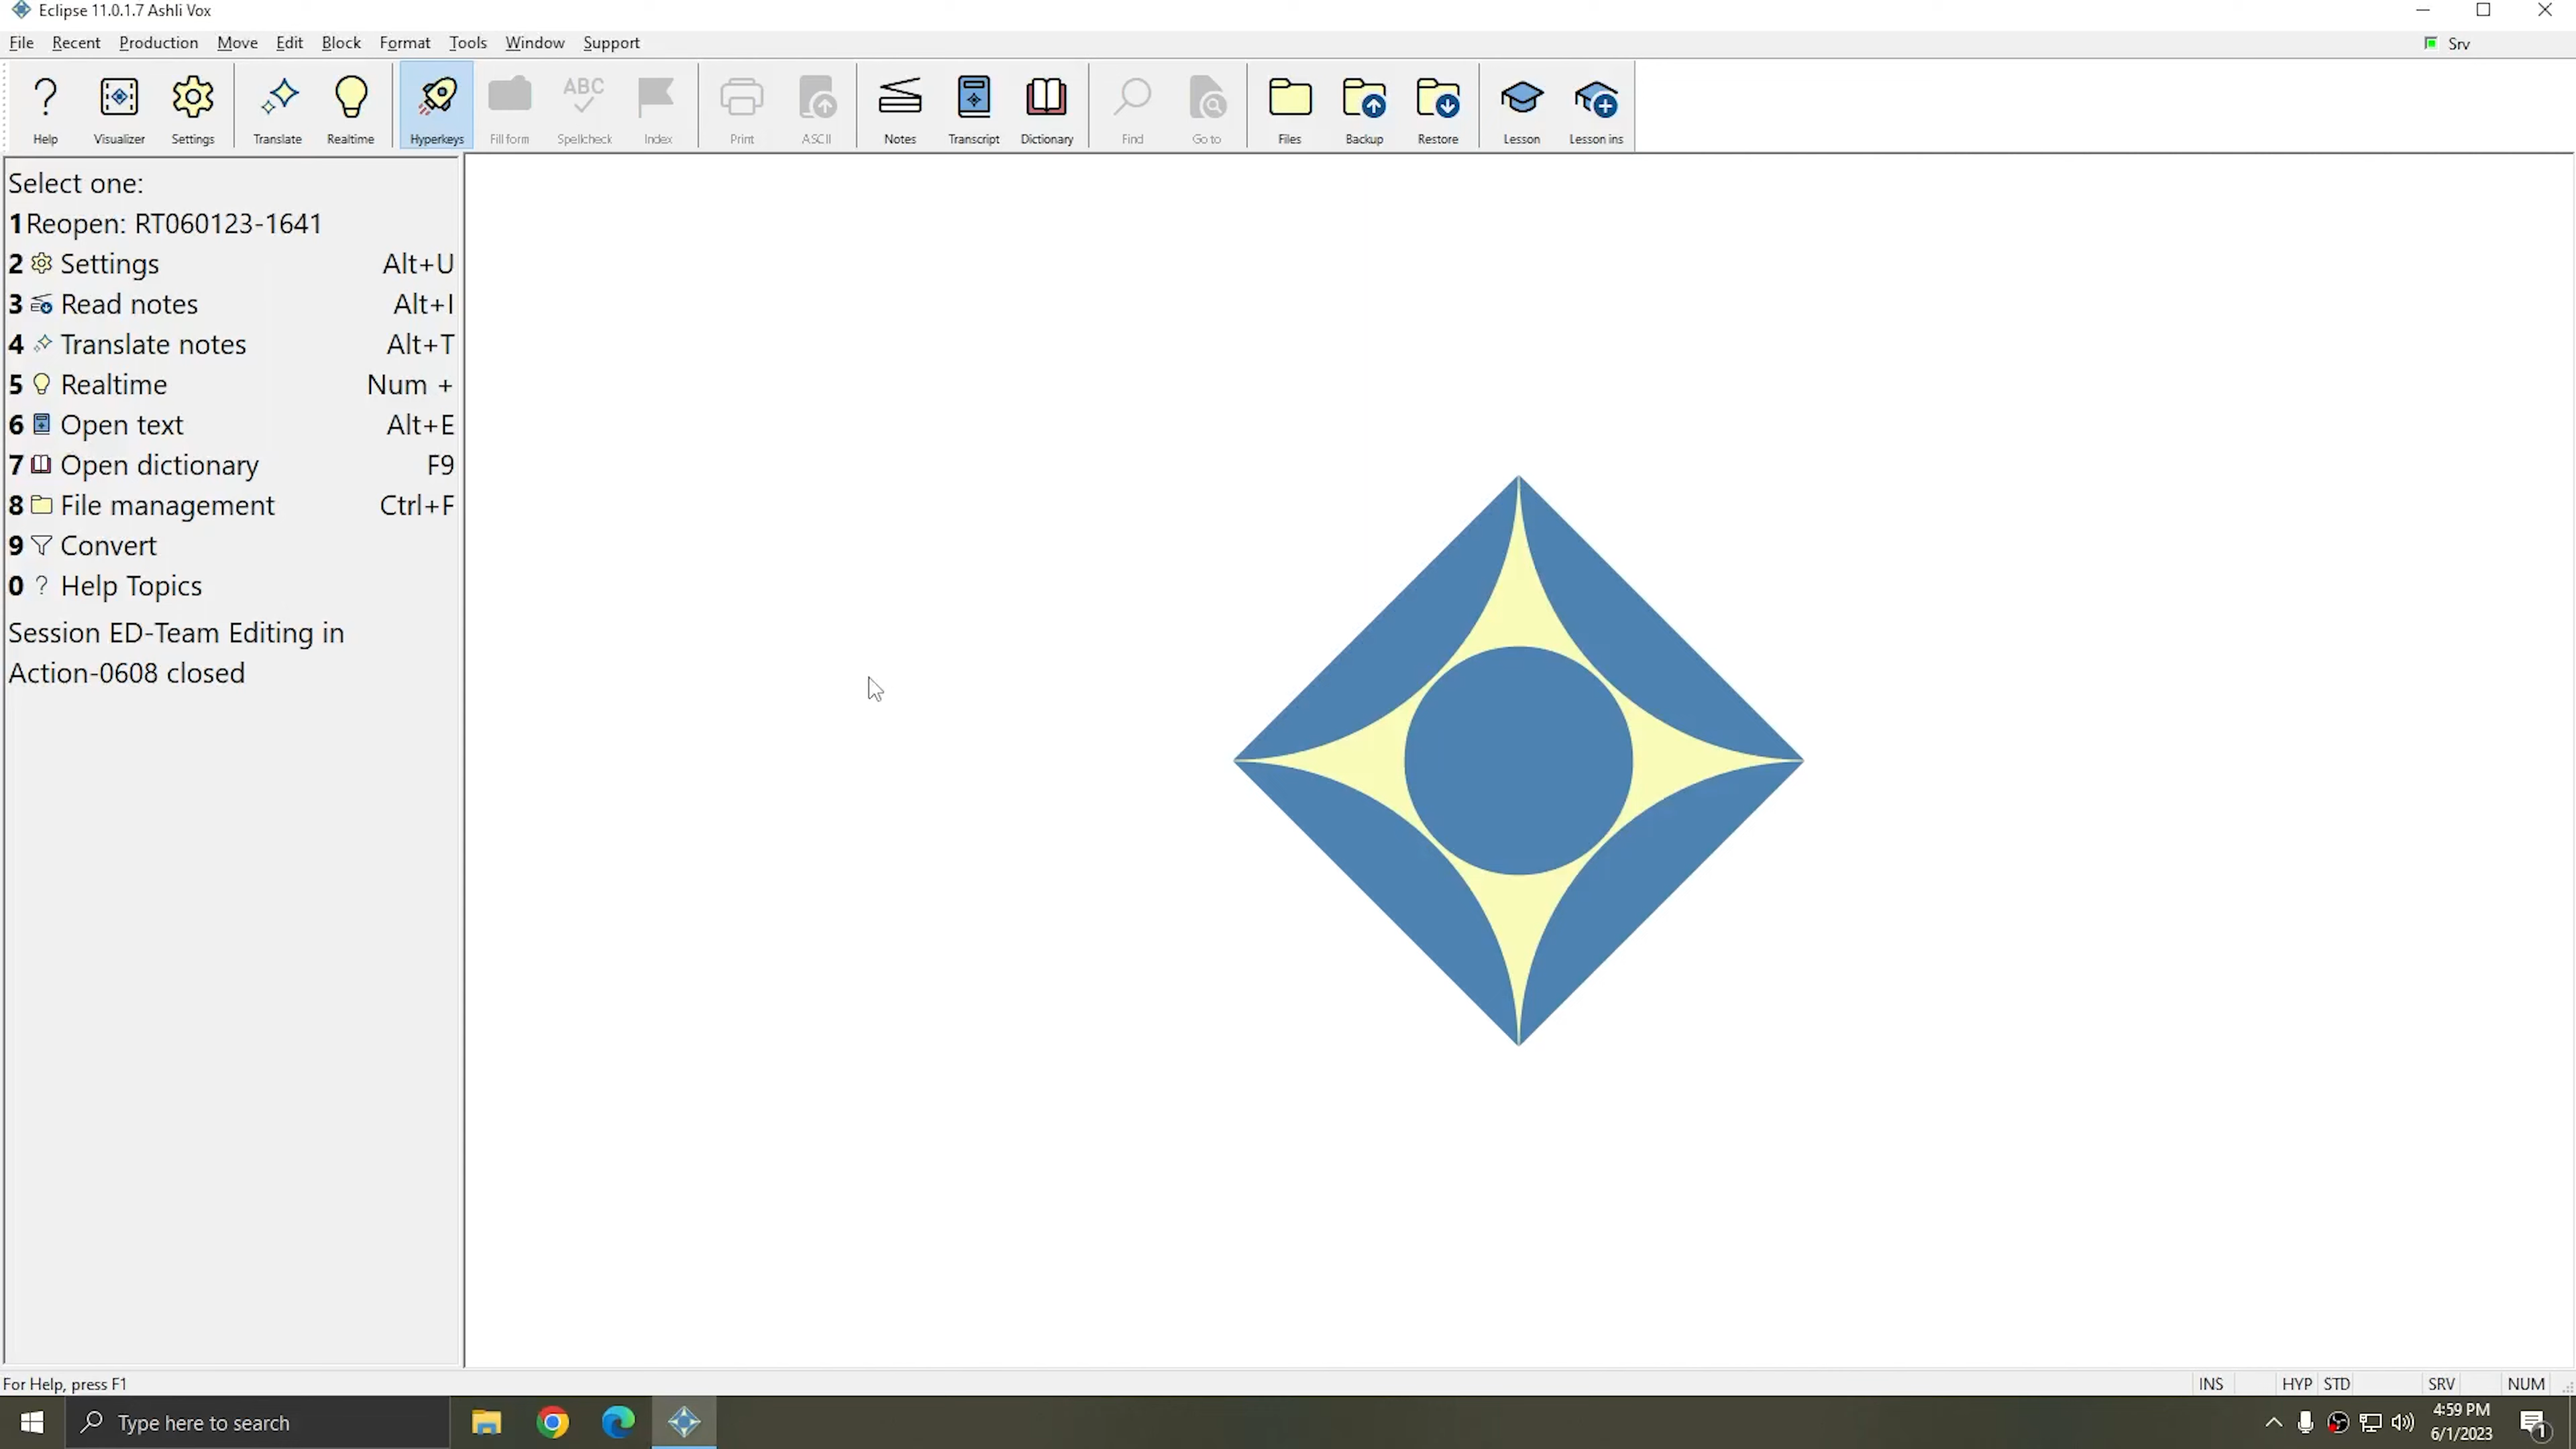 Eclipse 11.0.1.7 Ashli Vox
File Recent Production Move Edit Block Format Tools Window Support Srv
Help Visualizer Settings Translate Realtime Hyperkeys Fill form ABC Spellcheck Index Print ASCII Notes Transcript Dictionary Find Go to Files Backup Restore Lesson Lesson ins
Select one:
1 Reopen: RT060123-1641
2 Settings Alt+U
3 Read notes Alt+I
4 Translate notes Alt+T
5 Realtime Num +
6 Open text Alt+E
7 Open dictionary F9
8 File management Ctrl+F
9 Convert
0 ? Help Topics
Session ED-Team Editing in
Action-0608 closed
For Help, press F1 INS HYP STD SRV NUM
Type here to search
4:59 PM
6/1/2023
1